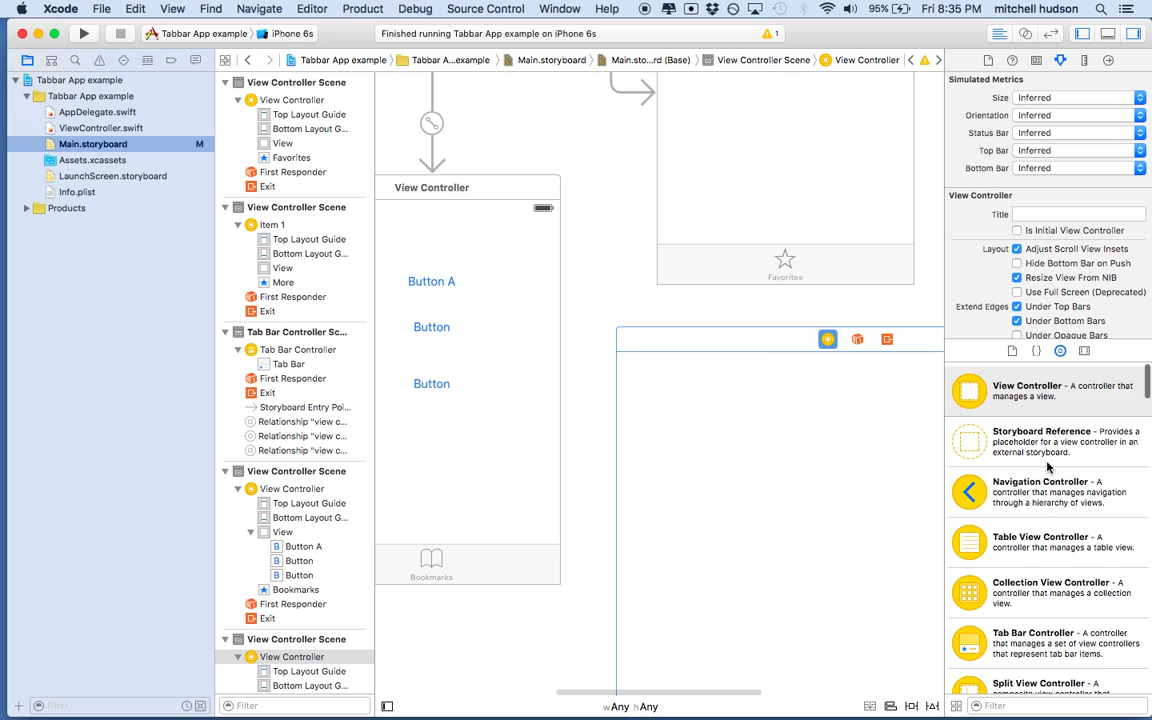 Xcode File Edit View Find Navigate Editor Product Debug Source Control Window Help 95% Fri 8:35 PM mitchell hudson
Tabbar App example iPhone 6s
Finished running Tabbar App example on iPhone 6s 1
Tabbar App example Tabbar A...example Main.storyboard Main.sto...rd (Base) View Controller Scene View Controller
Tabbar App example
Tabbar App example
AppDelegate.swift
ViewController.swift
Main.storyboard M
Assets.xcassets
LaunchScreen.storyboard
Info.plist
Products
Filter
View Controller Scene
View Controller
Top Layout Guide
Bottom Layout G...
View
Favorites
First Responder
Exit
View Controller Scene
Item 1
Top Layout Guide
Bottom Layout G...
View
More
First Responder
Exit
Tab Bar Controller Sc...
Tab Bar Controller
Tab Bar
First Responder
Exit
Storyboard Entry Poi...
Relationship "view c...
Relationship "view c...
Relationship "view c...
View Controller Scene
View Controller
Top Layout Guide
Bottom Layout G...
View
Button A
Button
Button
Bookmarks
First Responder
Exit
View Controller Scene
View Controller
Top Layout Guide
Bottom Layout G...
Filter
View Controller
Button A
Button
Button
Bookmarks
Favorites
wAny hAny
Simulated Metrics
Size Inferred
Orientation Inferred
Status Bar Inferred
Top Bar Inferred
Bottom Bar Inferred
View Controller
Title
Is Initial View Controller
Layout Adjust Scroll View Insets
Hide Bottom Bar on Push
Resize View From NIB
Use Full Screen (Deprecated)
Extend Edges Under Top Bars
Under Bottom Bars
Under Opaque Bars
View Controller - A controller that
manages a view.
Storyboard Reference - Provides a
placeholder for a view controller in an
external storyboard.
Navigation Controller - A
controller that manages navigation
through a hierarchy of views.
Table View Controller - A
controller that manages a table view.
Collection View Controller - A
controller that manages a collection
view.
Tab Bar Controller - A controller
that manages a set of view controllers
that represent tab bar items.
Split View Controller - A
Filter